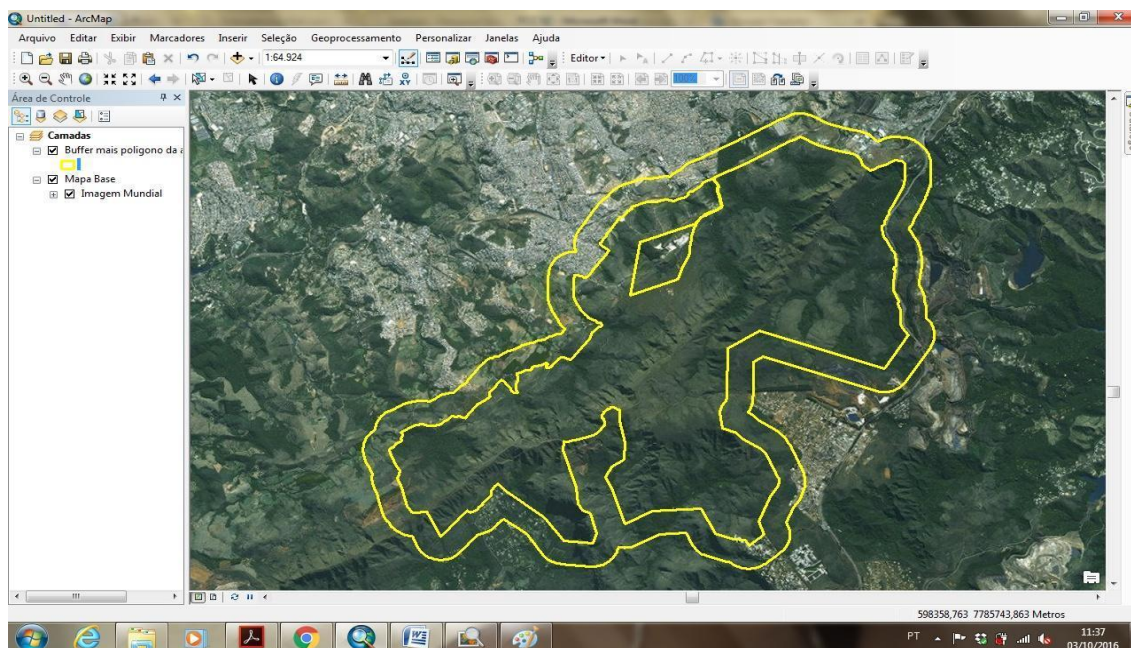 Untitled - ArcMap
Arquivo Editar Exibir Marcadores Inserir Seleção Geoprocessamento Personalizar Janelas Ajuda
1:64.924 Editor
100%
Área de Controle
Camadas
Buffer mais poligono da a
Mapa Base
Imagem Mundial
598358,763 7785743,863 Metros
PT 11:37
03/10/2016